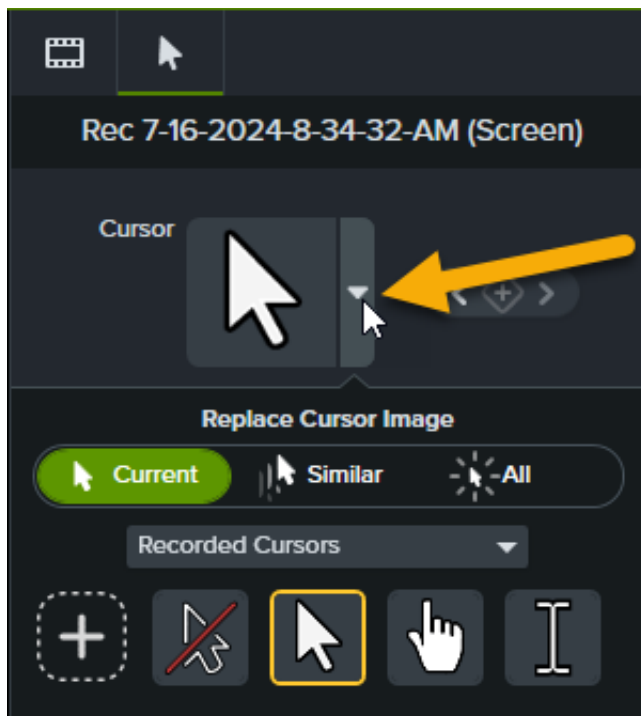 Rec 7-16-2024-8-34-32-AM (Screen)
Cursor
Replace Cursor Image
Current Similar All
Recorded Cursors